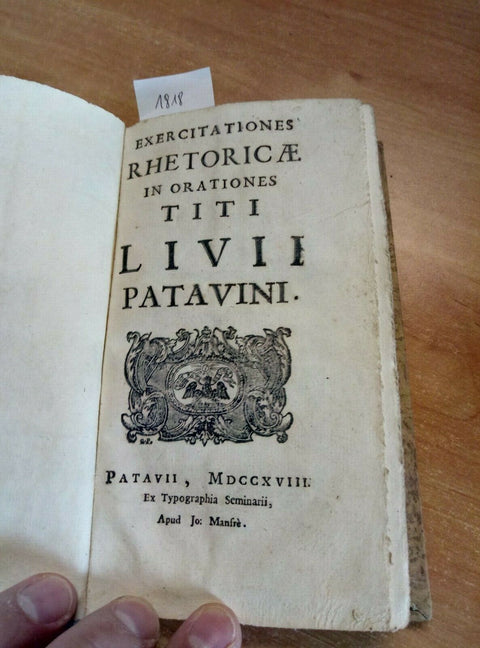 1818
EXERCITATIONES
RHETORICÆ
IN ORATIONES
TITI
LIVII
PATAVINI.
PATAVII, MDCCXVIII.
Ex Typographia Seminarii,
Apud Jo: Manfrè.